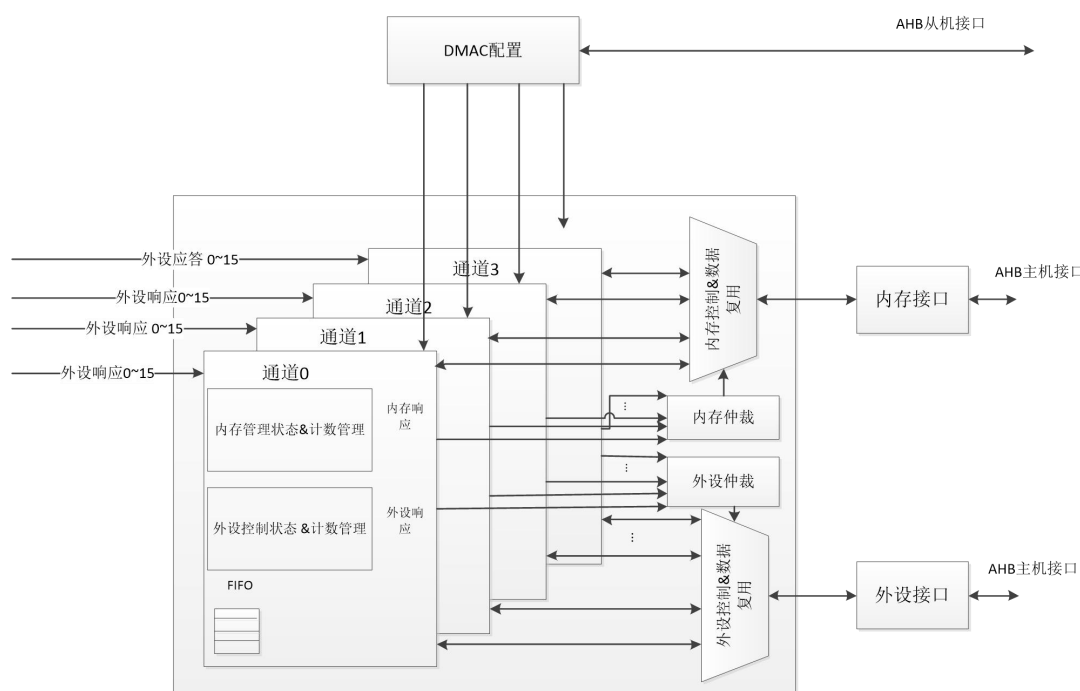 AHB从机接口
DMAC配置
外设应答 0~15
通道3
内存控制&数据
复用
AHB主机接口
内存接口
外设响应0~15
通道2
外设响应 0~15
通道1
外设响应0~15
通道0
内存响
应
...
内存仲裁
内存管理状态&计数管理
外设仲裁
...
外设响
应
外设控制状态 &计数管理
...
外设控制&数据
复用
AHB主机接口
外设接口
FIFO